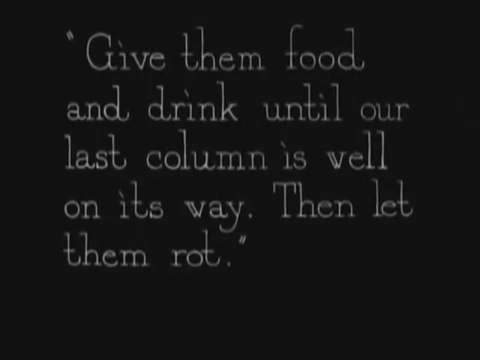 "Give them food
and drink until our
last column is well
on its way. Then let
them rot."